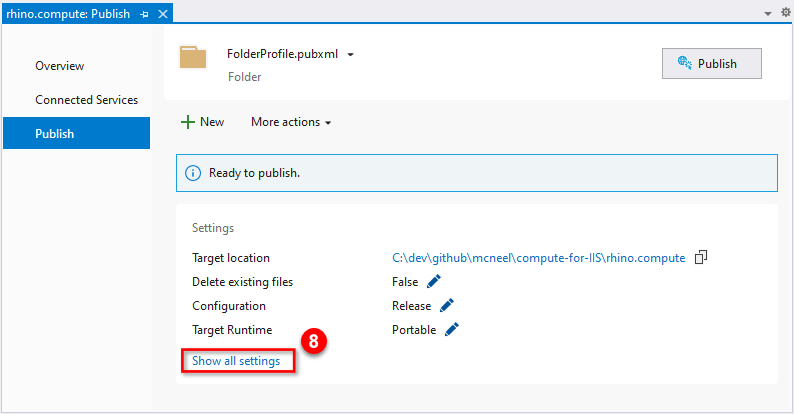 rhino.compute: Publish
Overview
Connected Services
Publish
FolderProfile.pubxml
Folder
Publish
New
More actions
Ready to publish.
Settings
Target location C:\dev\github\mcneel\compute-for-IIS\rhino.compute
Delete existing files False
Configuration Release
Target Runtime Portable
8
Show all settings